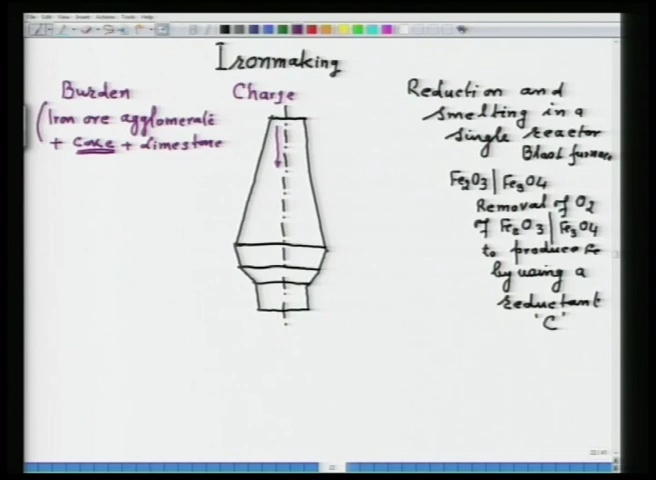 Ironmaking
Burden
Iron ore agglomerate
+ coke + Limestone
Charge
Reduction and
smelting in a
single reactor
Blast furnace
Fe2O3 | Fe3O4
Removal of O2
of Fe2O3 | Fe3O4
to produce Fe
by using a
reductant
'C'